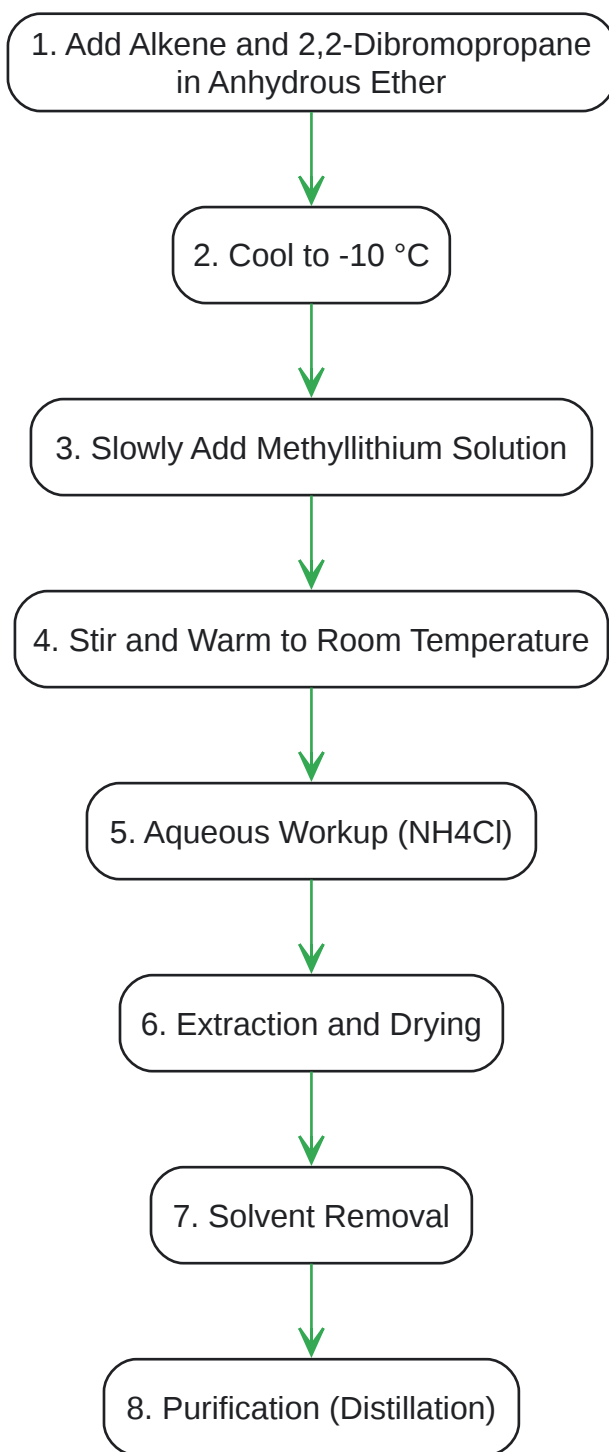 1. Add Alkene and 2,2-Dibromopropane
in Anhydrous Ether
2. Cool to -10 °C
3. Slowly Add Methyllithium Solution
4. Stir and Warm to Room Temperature
5. Aqueous Workup (NH4Cl)
6. Extraction and Drying
7. Solvent Removal
8. Purification (Distillation)